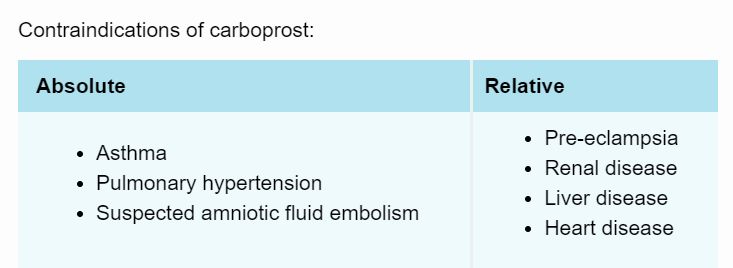 Contraindications of carboprost:
Absolute
Relative
• Asthma
• Pulmonary hypertension
• Suspected amniotic fluid embolism
• Pre-eclampsia
• Renal disease
• Liver disease
• Heart disease